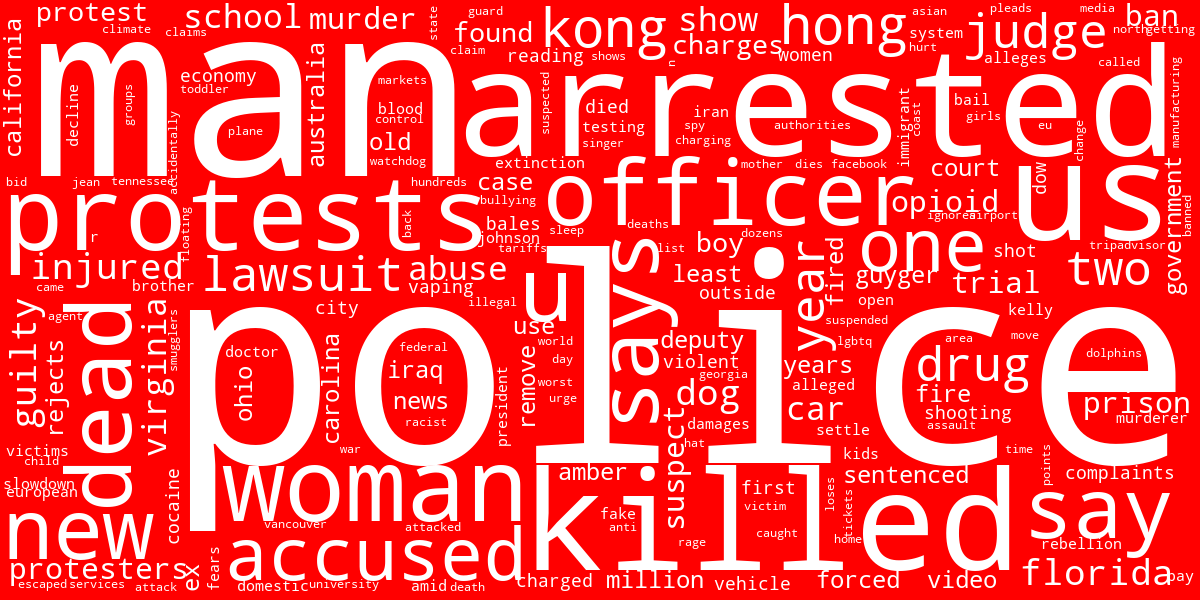 protest
climate
claims
school
murder
state
guard
claim
found
reading
kong
shows
show
charges
n
women
hong
asian
system
hurt
pleads
judge
alleges
media
called
ban
north
getting
california
man
arrested
decline
groups
economy
toddler
accidentally
plane
australia
markets
blood
control
old
watchdog
suspected
died
testing
singer
iran
spy
charging
authorities
immigrant
coast
bail
girls
eu
change
manufacturing
bid
jean
tennessee
hundreds
extinction
case
bullying
mother
dies
facebook
court
dow
us
government
banned
protests
r
floating
back
bales
johnson
tariffs
sleep
officer
deaths
dozens
list
opioid
ignored
airport
one
shot
tripadvisor
injured
came
brother
lawsuit
abuse
vaping
illegal
u
says
boy
least
outside
year
fired
guyger
open
trial
two
guilty
agent
rejects
dead
virginia
smugglers
city
doctor
ohio
carolina
federal
iraq
news
racist
war
president
use
remove
world
day
worst
urge
police
deputy
violent
georgia
dog
damages
hat
suspended
lgbtq
years
alleged
car
settle
kids
area
kelly
move
drug
fire
shooting
assault
time
dolphins
prison
murderer
victims
child
slowdown
european
new
cocaine
woman
vancouver
attacked
amber
suspect
fake
anti
rage
killed
first
victim
caught
loses
tickets
home
sentenced
points
complaints
say
rebellion
protesters
escaped
services
attack
ex
fears
accused
domestic
university
amid
death
charged
million
vehicle
forced
video
florida
pay